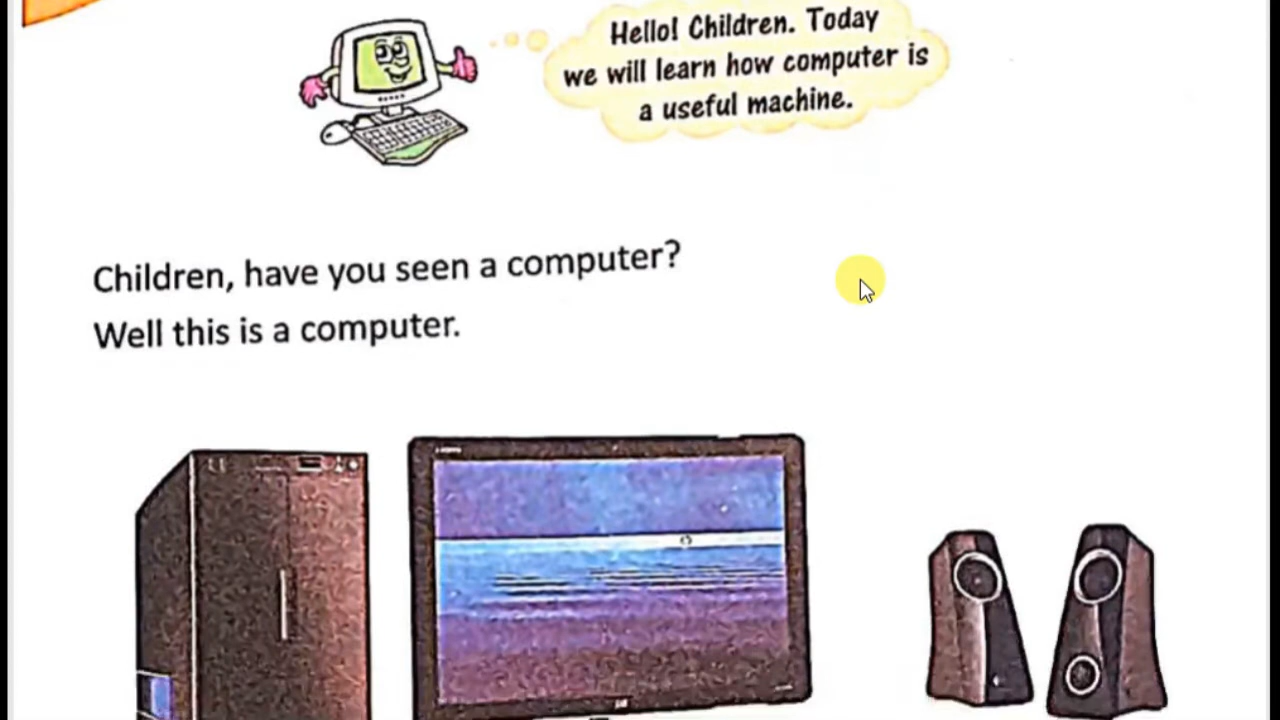 Hello! Children. Today
we will learn how computer is
a useful machine.
Children, have you seen a computer?
Well this is a computer.